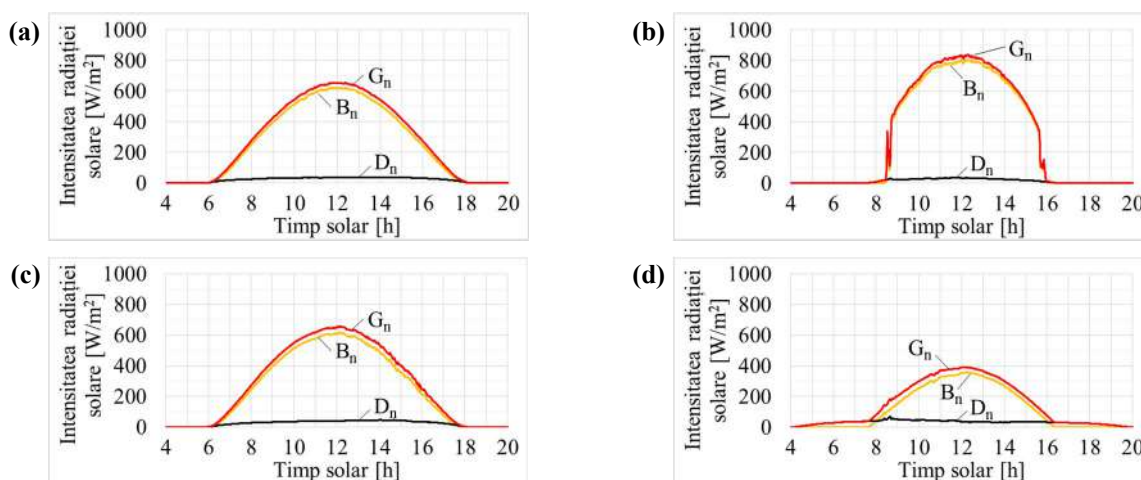 (a)
Intensitatea radiației
solare [W/m²]
1000
800
600
400
200
0
Gn
Bn
Dn
4 6 8 10 12 14 16 18 20
Timp solar [h]
(b)
Intensitatea radiației
solare [W/m²]
1000
800
600
400
200
0
Gn
Bn
Dn
4 6 8 10 12 14 16 18 20
Timp solar [h]
(c)
Intensitatea radiației
solare [W/m²]
1000
800
600
400
200
0
Gn
Bn
Dn
4 6 8 10 12 14 16 18 20
Timp solar [h]
(d)
Intensitatea radiației
solare [W/m²]
1000
800
600
400
200
0
Gn
Bn
Dn
4 6 8 10 12 14 16 18 20
Timp solar [h]